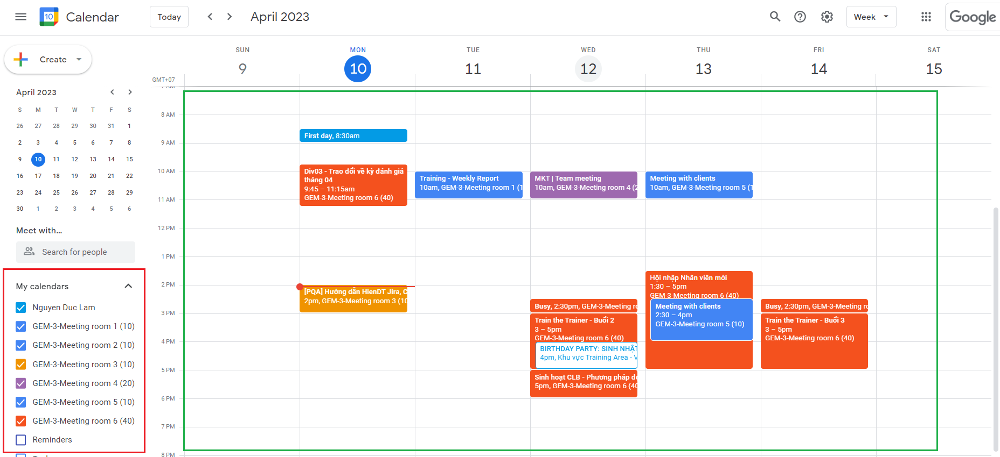 10 Calendar
Today
April 2023
Week
Google
Create
SUN
MON
TUE
WED
THU
FRI
SAT
9
10
11
12
13
14
15
GMT+07
April 2023
S M T W T F S
26 27 28 29 30 31 1
2 3 4 5 6 7 8
9 10 11 12 13 14 15
16 17 18 19 20 21 22
23 24 25 26 27 28 29
30 1 2 3 4 5 6
Meet with...
Search for people
My calendars
Nguyen Duc Lam
GEM-3-Meeting room 1 (10)
GEM-3-Meeting room 2 (10)
GEM-3-Meeting room 3 (10)
GEM-3-Meeting room 4 (20)
GEM-3-Meeting room 5 (10)
GEM-3-Meeting room 6 (40)
Reminders
7 AM
8 AM
9 AM
10 AM
11 AM
12 PM
1 PM
2 PM
3 PM
4 PM
5 PM
6 PM
7 PM
8 PM
First day, 8:30am
Div03 - Trao đổi về kỳ đánh giá
tháng 04
9:45 – 11:15am
GEM-3-Meeting room 6 (40)
[PQA] Hướng dẫn HienDT Jira, C
2pm, GEM-3-Meeting room 3 (10
Training - Weekly Report
10am, GEM-3-Meeting room 1 (1
MKT | Team meeting
10am, GEM-3-Meeting room 4 (2
Busy, 2:30pm, GEM-3-Meeting ro
Train the Trainer - Buổi 2
3 – 5pm
GEM-3-Meeting room 6 (40)
BIRTHDAY PARTY: SINH NHẬT
4pm, Khu vực Training Area - V
Sinh hoạt CLB - Phương pháp đọ
5pm, GEM-3-Meeting room 6 (40
Meeting with clients
10am, GEM-3-Meeting room 5 (1
Hội nhập Nhân viên mới
1:30 – 5pm
GEM-3-Meeting room 6 (40)
Meeting with clients
2:30 – 4pm
GEM-3-Meeting room 5 (10)
Busy, 2:30pm, GEM-3-Meeting ro
Train the Trainer - Buổi 3
3 – 5pm
GEM-3-Meeting room 6 (40)